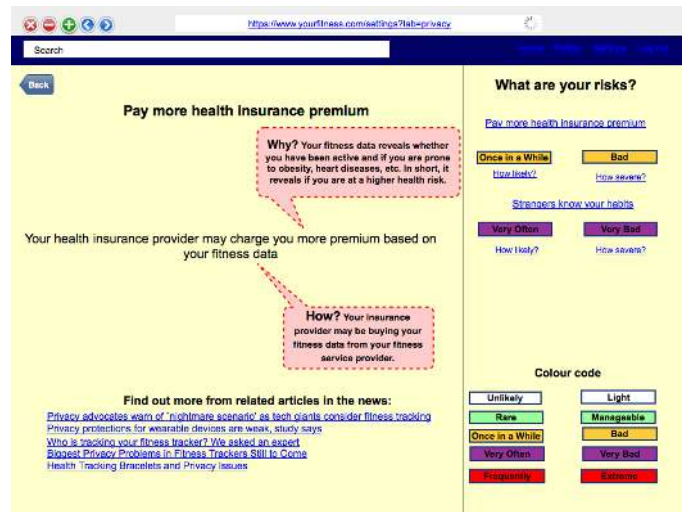 https://www.yourfitness.com/settings?tab=privacy
Search
Back
Pay more health insurance premium
Why? Your fitness data reveals whether
you have been active and if you are prone
to obesity, heart diseases, etc. In short, it
reveals if you are at a higher health risk.
Your health insurance provider may charge you more premium based on
your fitness data
How? Your insurance
provider may be buying your
fitness data from your fitness
service provider.
Find out more from related articles in the news:
Privacy advocates warn of 'nightmare scenario' as tech giants consider fitness tracking
Privacy protections for wearable devices are weak, study says
Who is tracking your fitness tracker? We asked an expert
Biggest Privacy Problems in Fitness Trackers Still to Come
Health Tracking Bracelets and Privacy Issues
What are your risks?
Pay more health insurance premium
Once in a While Bad
How likely? How severe?
Strangers know your habits
Very Often Very Bad
How likely? How severe?
Colour code
Unlikely Light
Rare Manageable
Once in a While Bad
Very Often Very Bad
Frequently Extreme